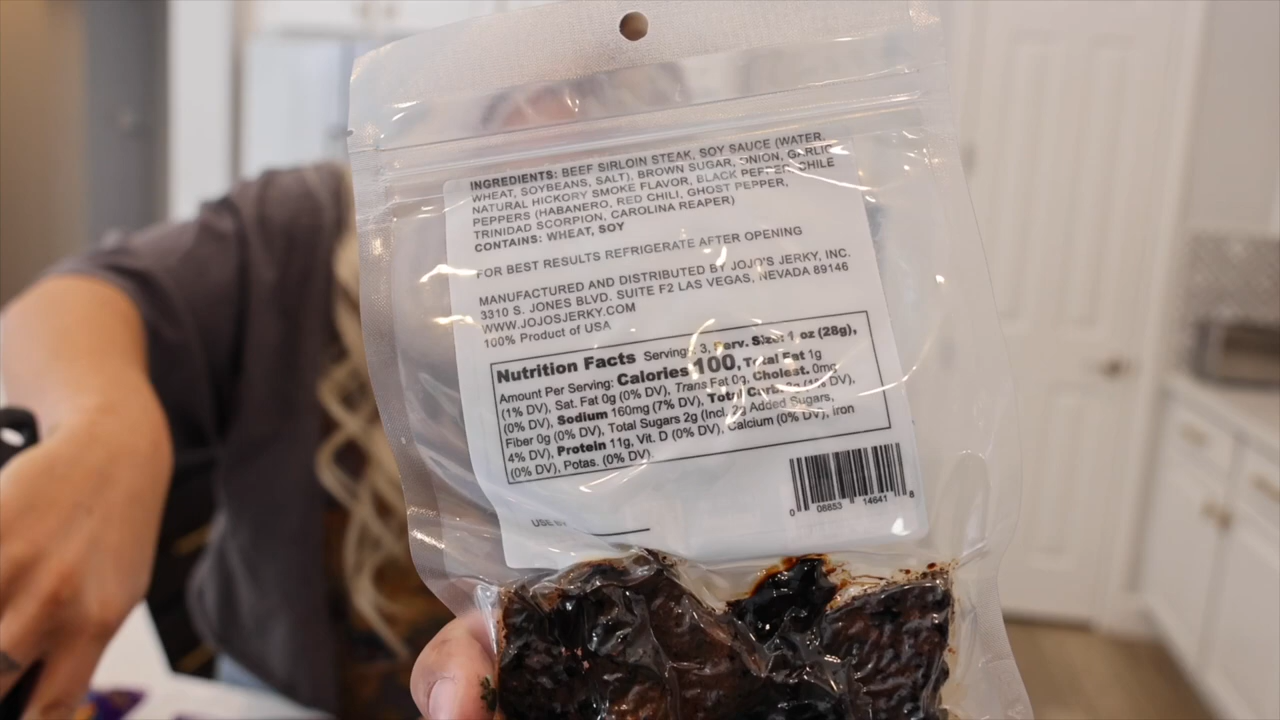 INGREDIENTS: BEEF SIRLOIN STEAK, SOY SAUCE (WATER,
WHEAT, SOYBEANS, SALT), BROWN SUGAR, ONION, GARLIC,
NATURAL HICKORY SMOKE FLAVOR, BLACK PEPPER, CHILE
PEPPERS (HABANERO, RED CHILI, GHOST PEPPER,
TRINIDAD SCORPION, CAROLINA REAPER)
CONTAINS: WHEAT, SOY
FOR BEST RESULTS REFRIGERATE AFTER OPENING
MANUFACTURED AND DISTRIBUTED BY JOJO'S JERKY, INC.
3310 S. JONES BLVD. SUITE F2 LAS VEGAS, NEVADA 89146
WWW.JOJOSJERKY.COM
100% Product of USA
Nutrition Facts Servings: 3, Serv. Size: 1 oz (28g),
Amount Per Serving: Calories 100, Total Fat 1g
(1% DV), Sat. Fat 0g (0% DV), Trans Fat 0g, Cholest. 0mg
(0% DV), Sodium 160mg (7% DV), Total Carb. (1% DV),
Fiber 0g (0% DV), Total Sugars 2g (Incl. Added Sugars,
4% DV), Protein 11g, Vit. D (0% DV), Calcium (0% DV), Iron
(0% DV), Potas. (0% DV).
USE BY
0 08853 14641 8